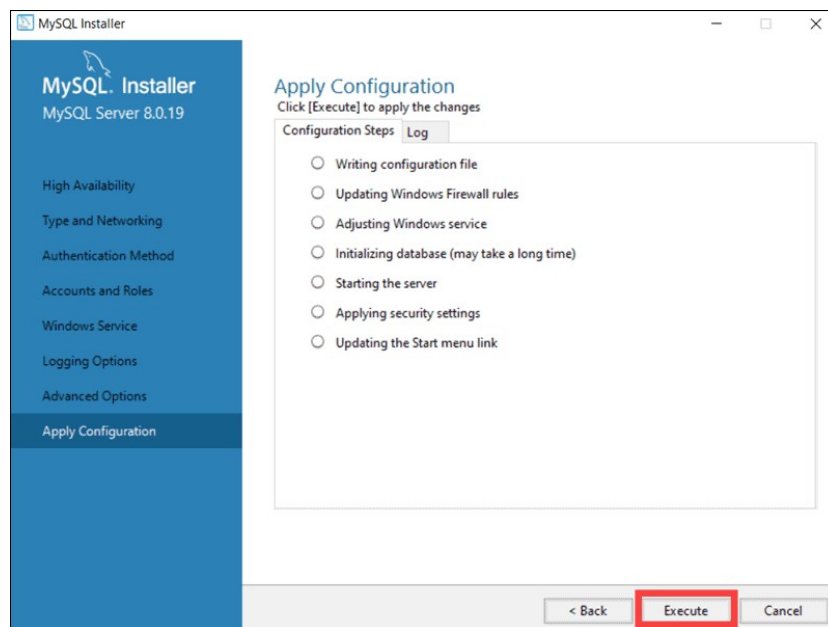 MySQL Installer
MySQL. Installer
MySQL Server 8.0.19
High Availability
Type and Networking
Authentication Method
Accounts and Roles
Windows Service
Logging Options
Advanced Options
Apply Configuration
Apply Configuration
Click [Execute] to apply the changes
Configuration Steps Log
Writing configuration file
Updating Windows Firewall rules
Adjusting Windows service
Initializing database (may take a long time)
Starting the server
Applying security settings
Updating the Start menu link
< Back Execute Cancel